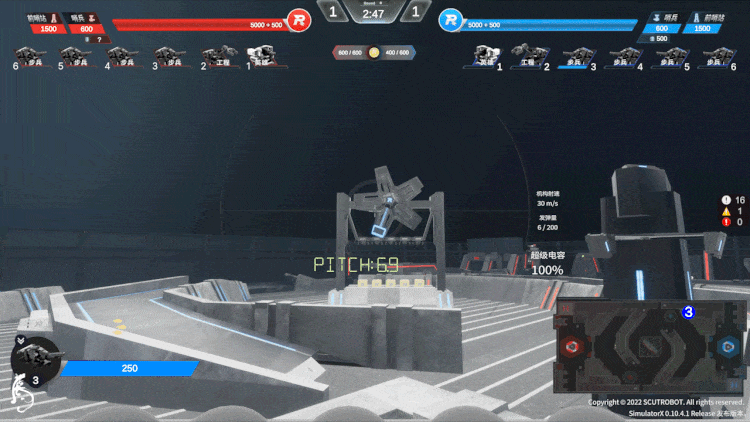 前哨站
哨兵
1500
600
?
5000 + 500
1
2:47
1
5000 + 500
哨兵
前哨站
600
1500
500
6 步兵
5 步兵
4 步兵
3 步兵
2 工程
1 英雄
600 / 600
400 / 600
英雄 1
工程 2
步兵 3
步兵 4
步兵 5
步兵 6
机构射速
30 m/s
发弹量
6 / 200
超级电容
100%
16
1
0
PITCH:69
3
250
3
Copyright © 2022 SCUTROBOT. All rights reserved.
SimulatorX 0.10.4.1 Release 发布版本.